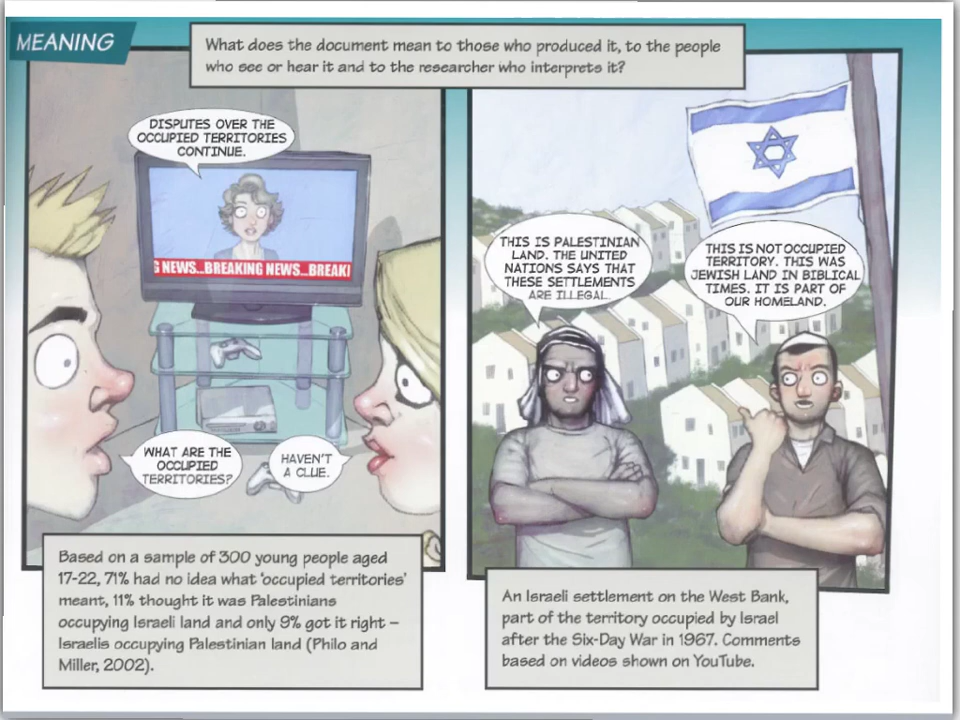 MEANING
What does the document mean to those who produced it, to the people
who see or hear it and to the researcher who interprets it?
DISPUTES OVER THE
OCCUPIED TERRITORIES
CONTINUE.
G NEWS...BREAKING NEWS...BREAKI
WHAT ARE THE
OCCUPIED
TERRITORIES?
HAVEN'T
A CLUE.
Based on a sample of 300 young people aged
17-22, 71% had no idea what 'occupied territories'
meant, 11% thought it was Palestinians
occupying Israeli land and only 9% got it right –
Israelis occupying Palestinian land (Philo and
Miller, 2002).
THIS IS PALESTINIAN
LAND. THE UNITED
NATIONS SAYS THAT
THESE SETTLEMENTS
ARE ILLEGAL.
THIS IS NOT OCCUPIED
TERRITORY. THIS WAS
JEWISH LAND IN BIBLICAL
TIMES. IT IS PART OF
OUR HOMELAND.
An Israeli settlement on the West Bank,
part of the territory occupied by Israel
after the Six-Day War in 1967. Comments
based on videos shown on YouTube.